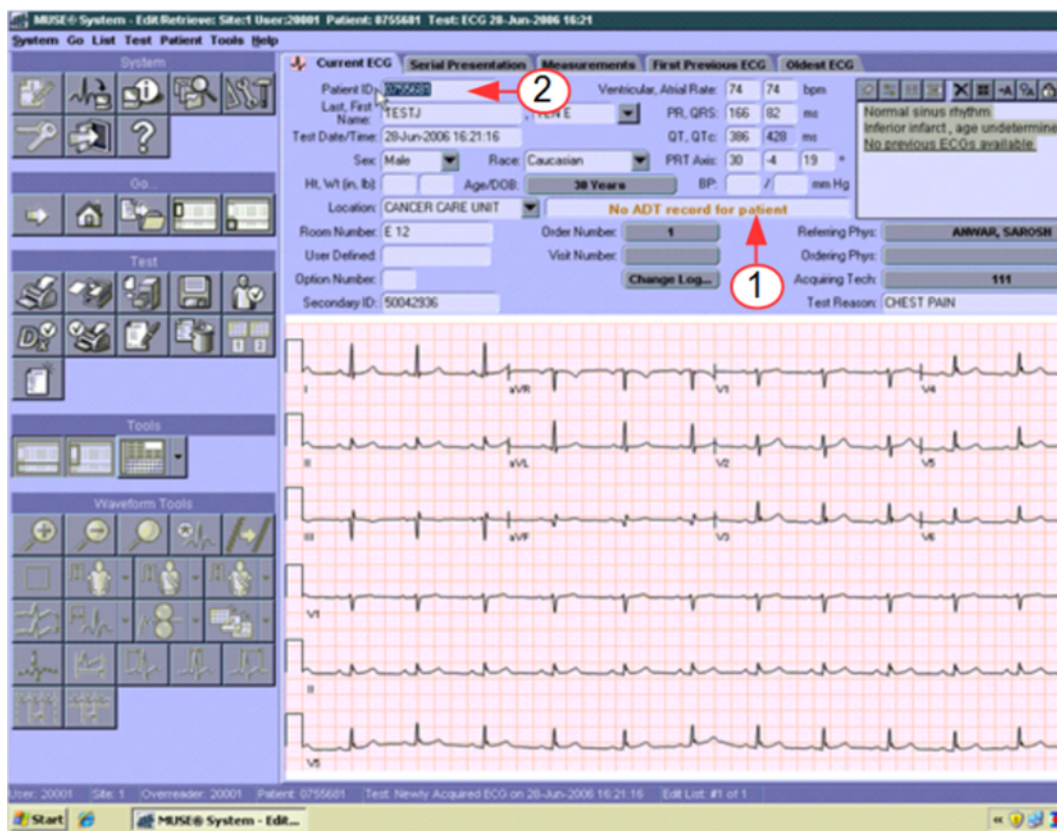 MUSE® System - Edit/Retrieve: Site:1 User:20001 Patient: 0755681 Test: ECG 28-Jun-2006 16:21
System Go List Test Patient Tools Help
System
Go...
Test
Tools
Waveform Tools
Current ECG Serial Presentation Measurements First Previous ECG Oldest ECG
Patient ID: 0755681 2 Ventricular, Atrial Rate: 74 74 bpm
Last, First Name: TESTJ , PR, QRS: 166 82 ms
Test Date/Time: 28-Jun-2006 16:21:16 QT, QTc: 386 428 ms
Sex: Male Race: Caucasian PRT Axis: 30 -4 19 °
Ht, Wt (in, lb): Age/DOB: 38 Years BP: / mm Hg
Location: CANCER CARE UNIT No ADT record for patient
Room Number: E 12 Order Number: 1 Referring Phys: ANWAR, SAROSH
User Defined: Visit Number: Ordering Phys:
Option Number: Change Log... 1 Acquiring Tech: 111
Secondary ID: 50042936 Test Reason: CHEST PAIN
Normal sinus rhythm
Inferior infarct , age undetermine
No previous ECGs available
I aVR V1 V4
II aVL V2 V5
III aVF V3 V6
V1
II
V5
User: 20001 Site: 1 Overreader: 20001 Patient: 0755681 Test: Newly Acquired ECG on 28-Jun-2006 16:21:16 Edit List: #1 of 1
Start MUSE® System - Edit...